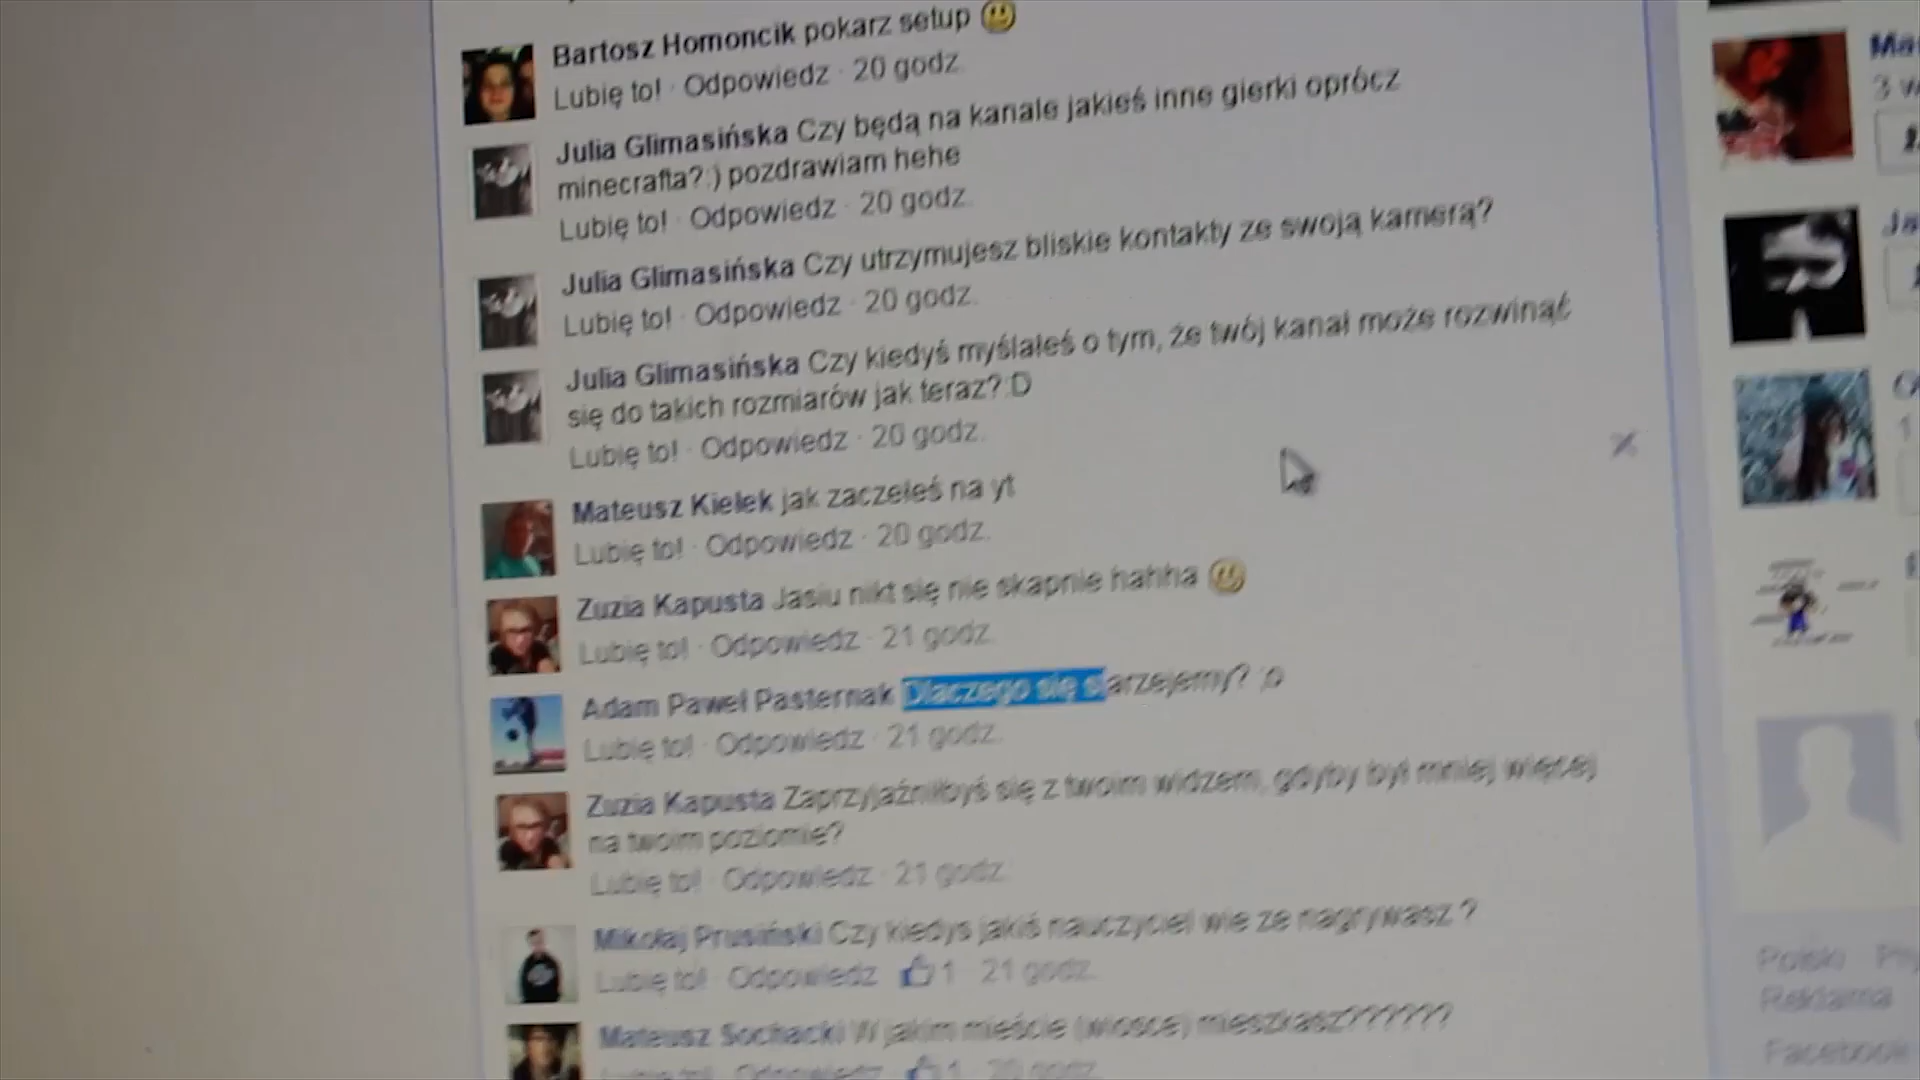 Bartosz Homoncik pokarz setup
Lubię to! · Odpowiedz · 20 godz.
Julia Glimasińska Czy będą na kanale jakieś inne gierki oprócz
minecrafta?:) pozdrawiam hehe
Lubię to! · Odpowiedz · 20 godz.
Julia Glimasińska Czy utrzymujesz bliskie kontakty ze swoją kamerą?
Lubię to! · Odpowiedz · 20 godz.
Julia Glimasińska Czy kiedyś myślałeś o tym, że twój kanał może rozwinąć
się do takich rozmiarów jak teraz? :D
Lubię to! · Odpowiedz · 20 godz.
Mateusz Kielek jak zaczełeś na yt
Lubię to! · Odpowiedz · 20 godz.
Zuzia Kapusta Jasiu nikt się nie skapnie hahha
Lubię to! · Odpowiedz · 21 godz.
Adam Paweł Pasternak Dlaczego się starzejemy? ;o
Lubię to! · Odpowiedz · 21 godz.
Zuzia Kapusta Zaprzyjaźniłbyś się z twoim widzem, gdyby był mniej więcej
na twoim poziomie?
Lubię to! · Odpowiedz · 21 godz.
Mikołaj Prusiński Czy kiedys jakiś nauczyciel wie ze nagrywasz ?
Lubię to! · Odpowiedz · 1 · 21 godz.
Mateusz Sochacki W jakim mieście (wiosce) mieszkasz??????
Polski
Reklama
Facebook